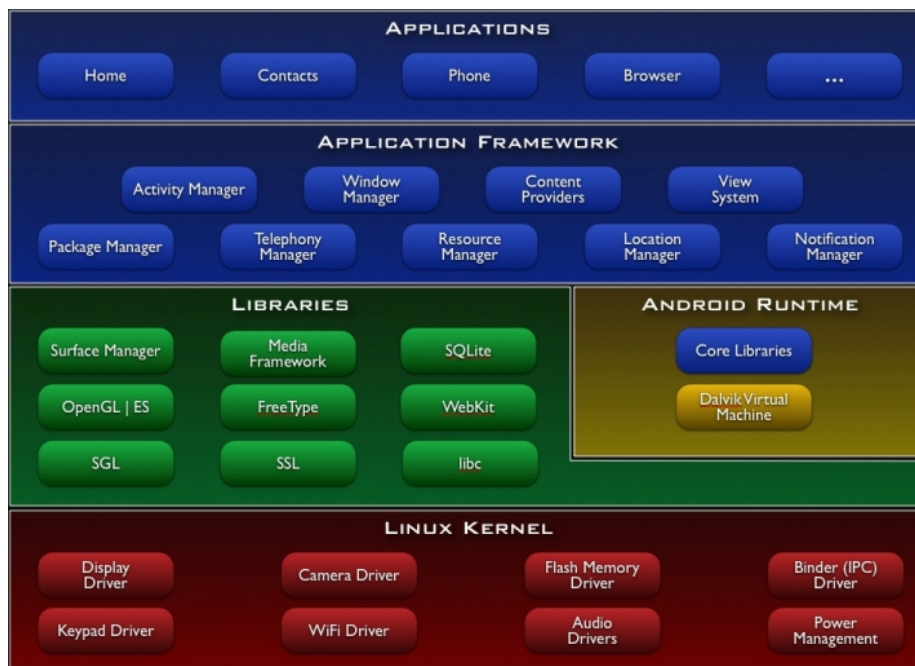 APPLICATIONS
Home
Contacts
Phone
Browser
...
APPLICATION FRAMEWORK
Activity Manager
Window
Manager
Content
Providers
View
System
Package Manager
Telephony
Manager
Resource
Manager
Location
Manager
Notification
Manager
LIBRARIES
Surface Manager
Media
Framework
SQLite
OpenGL | ES
FreeType
WebKit
SGL
SSL
libc
ANDROID RUNTIME
Core Libraries
Dalvik Virtual
Machine
LINUX KERNEL
Display
Driver
Camera Driver
Flash Memory
Driver
Binder (IPC)
Driver
Keypad Driver
WiFi Driver
Audio
Drivers
Power
Management